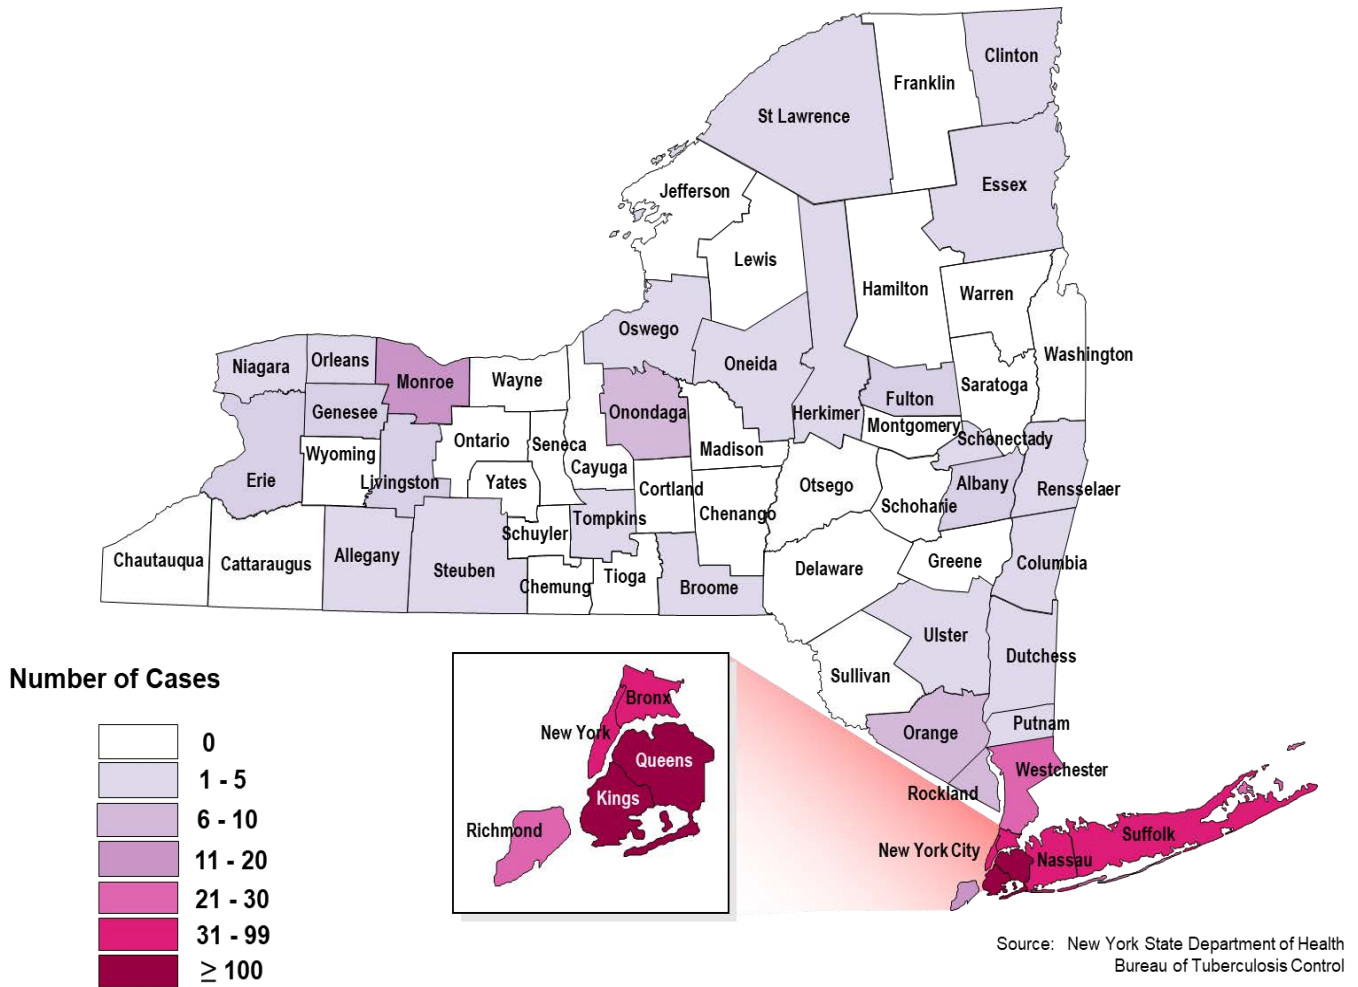 Clinton
Franklin
St Lawrence
Essex
Jefferson
Lewis
Hamilton
Warren
Oswego
Washington
Niagara
Orleans
Oneida
Monroe
Wayne
Saratoga
Fulton
Genesee
Onondaga
Herkimer
Montgomery
Ontario
Seneca
Madison
Schenectady
Wyoming
Cayuga
Erie
Livingston
Yates
Cortland
Otsego
Albany
Rensselaer
Chenango
Schoharie
Tompkins
Schuyler
Chautauqua
Cattaraugus
Allegany
Steuben
Chemung
Tioga
Broome
Delaware
Greene
Columbia
Ulster
Dutchess
Sullivan
Putnam
Orange
Westchester
Rockland
New York City
Nassau
Suffolk
Bronx
New York
Queens
Kings
Richmond
Number of Cases
0
1 - 5
6 - 10
11 - 20
21 - 30
31 - 99
≥ 100
Source: New York State Department of Health
Bureau of Tuberculosis Control